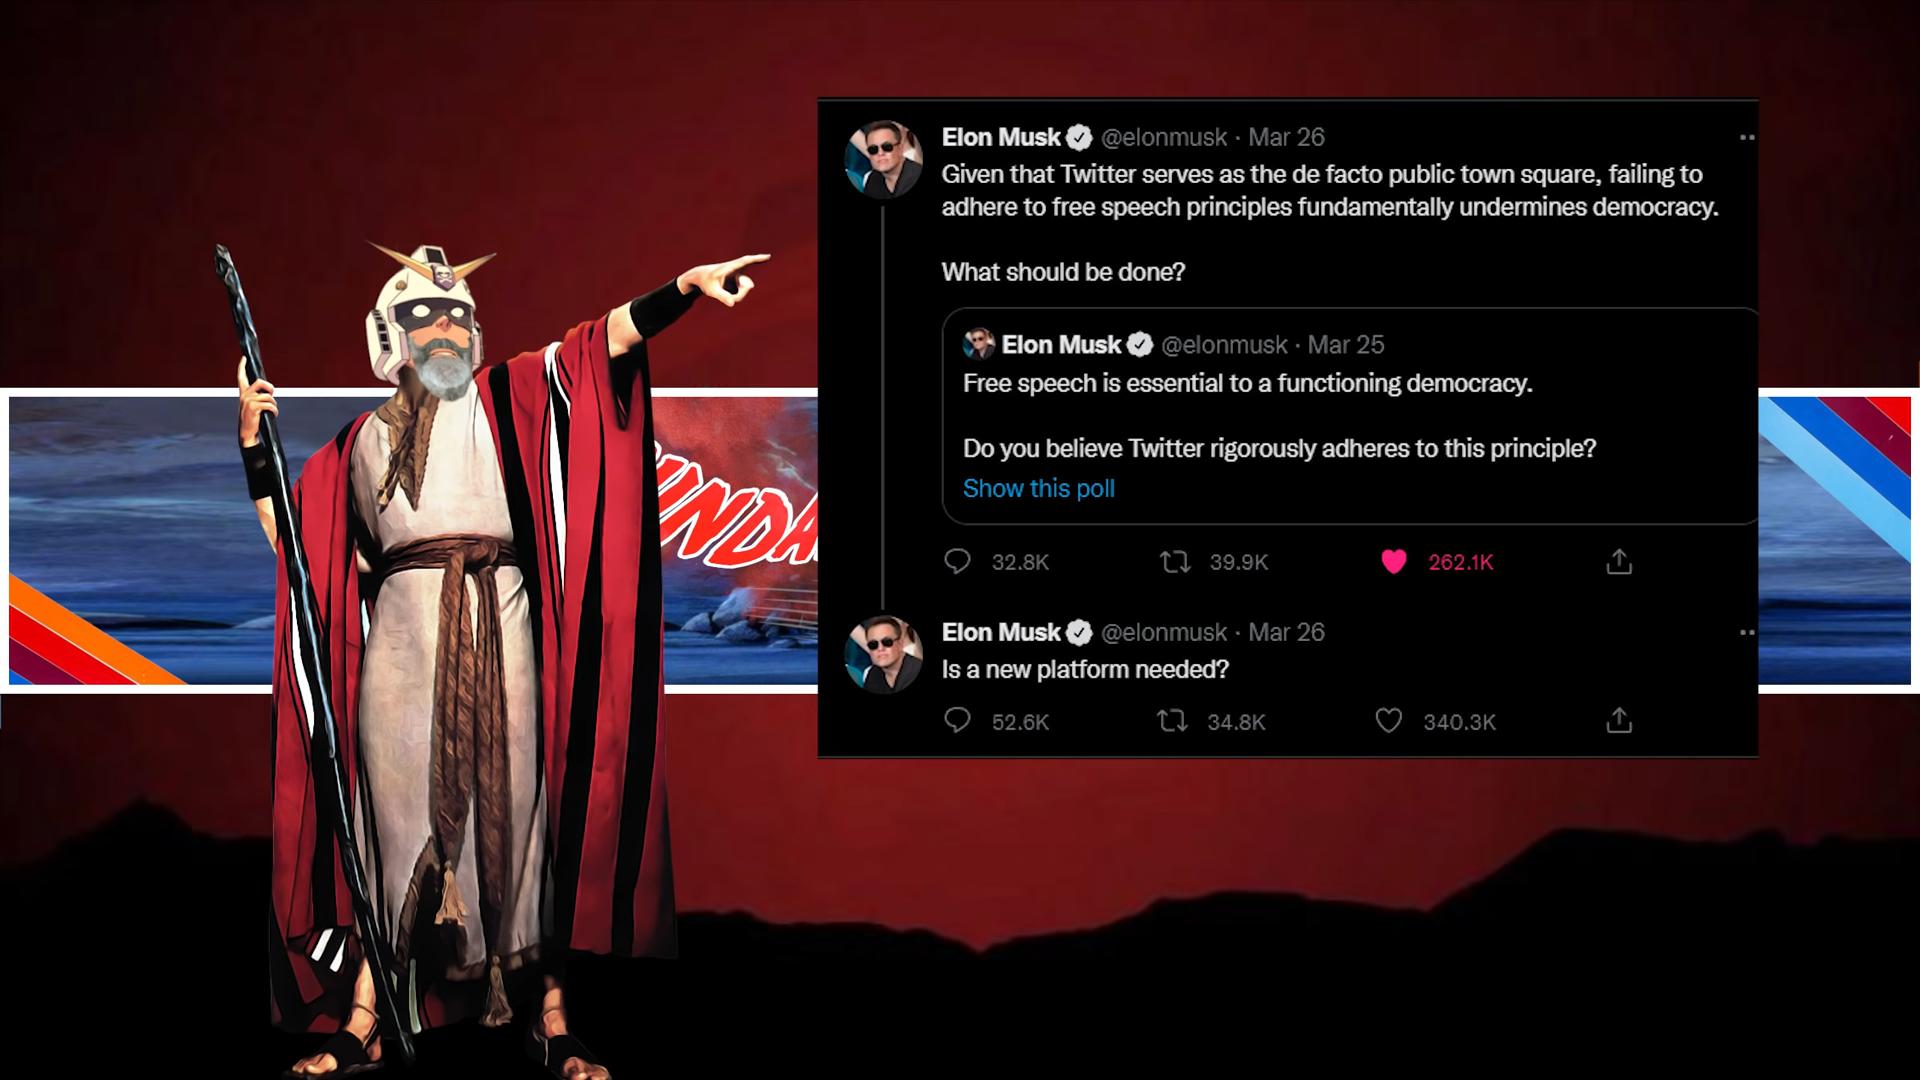 Elon Musk @elonmusk · Mar 26
Given that Twitter serves as the de facto public town square, failing to
adhere to free speech principles fundamentally undermines democracy.
What should be done?
Elon Musk @elonmusk · Mar 25
Free speech is essential to a functioning democracy.
Do you believe Twitter rigorously adheres to this principle?
Show this poll
32.8K 39.9K 262.1K
Elon Musk @elonmusk · Mar 26
Is a new platform needed?
52.6K 34.8K 340.3K